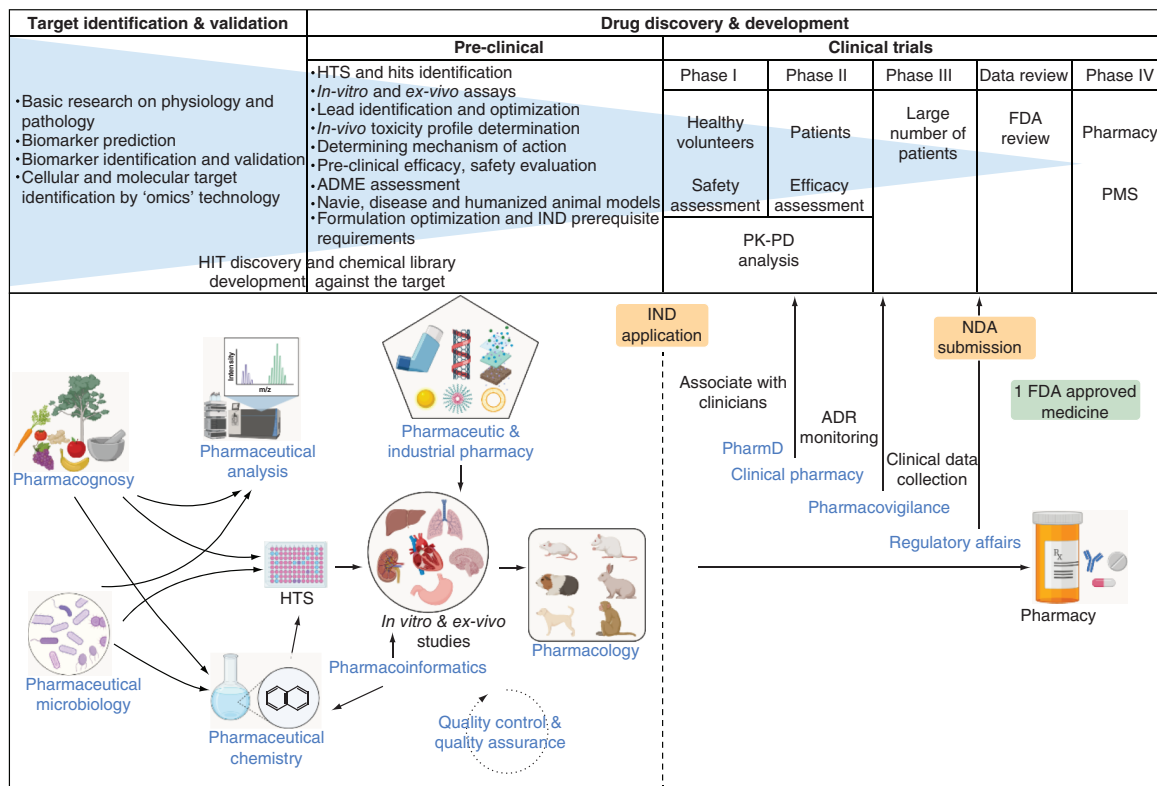 Target identification & validation
Drug discovery & development
Pre-clinical
Clinical trials
•Basic research on physiology and
pathology
•Biomarker prediction
•Biomarker identification and validation
•Cellular and molecular target
identification by ‘omics’ technology
•HTS and hits identification
•In-vitro and ex-vivo assays
•Lead identification and optimization
•In-vivo toxicity profile determination
•Determining mechanism of action
•Pre-clinical efficacy, safety evaluation
•ADME assessment
•Navie, disease and humanized animal models
•Formulation optimization and IND prerequisite
requirements
HIT discovery and chemical library
development against the target
Phase I
Phase II
Phase III
Data review
Phase IV
Healthy
volunteers
Patients
Large
number of
patients
FDA
review
Pharmacy
Safety
assessment
Efficacy
assessment
PMS
PK-PD
analysis
IND
application
NDA
submission
1 FDA approved
medicine
Intensity
m/z
Pharmacognosy
Pharmaceutical
analysis
Pharmaceutic &
industrial pharmacy
Associate with
clinicians
PharmD
Clinical pharmacy
ADR
monitoring
Clinical data
collection
Pharmacovigilance
Regulatory affairs
HTS
In vitro & ex-vivo
studies
Pharmacology
Rx
Pharmacy
Pharmaceutical
microbiology
Pharmacoinformatics
Pharmaceutical
chemistry
Quality control &
quality assurance